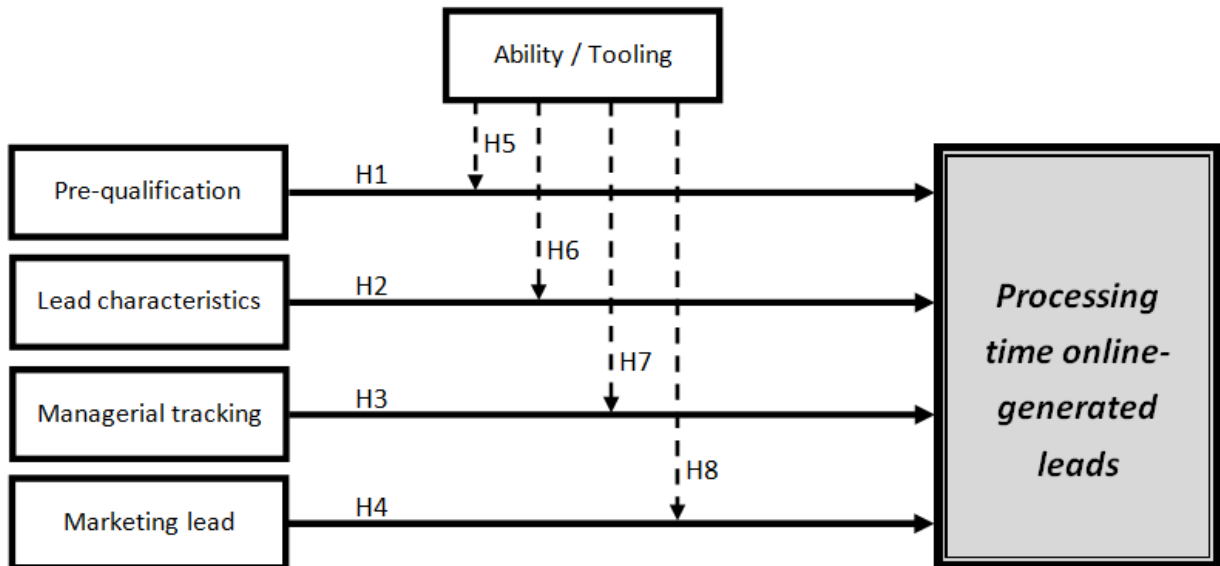 Ability / Tooling
H5
Pre-qualification
H1
H6
Lead characteristics
H2
Processing
time online-
generated
leads
H7
Managerial tracking
H3
H8
Marketing lead
H4